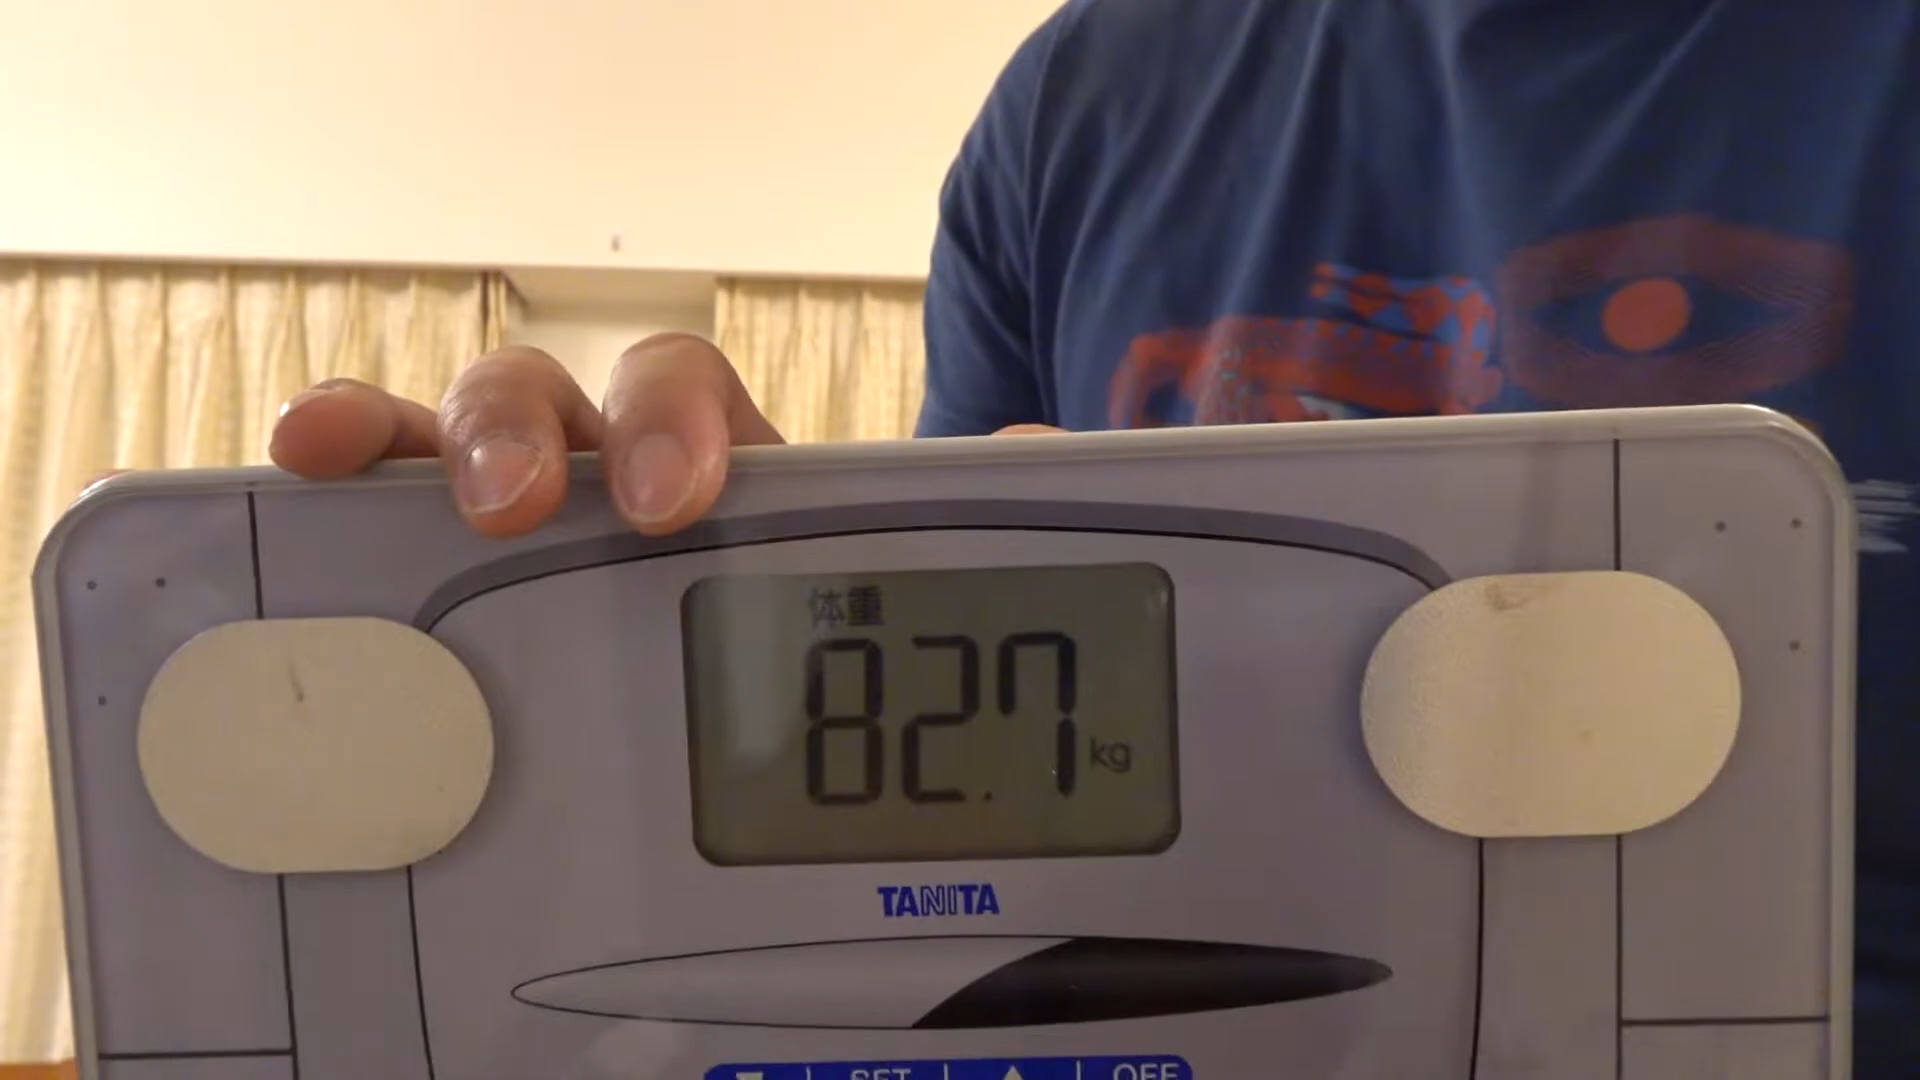 体重
82.7 kg
TANITA
SET OFF